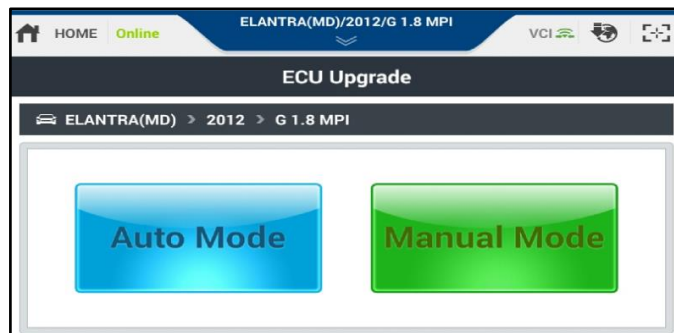 HOME Online ELANTRA(MD)/2012/G 1.8 MPI VCI
ECU Upgrade
ELANTRA(MD) > 2012 > G 1.8 MPI
Auto Mode Manual Mode